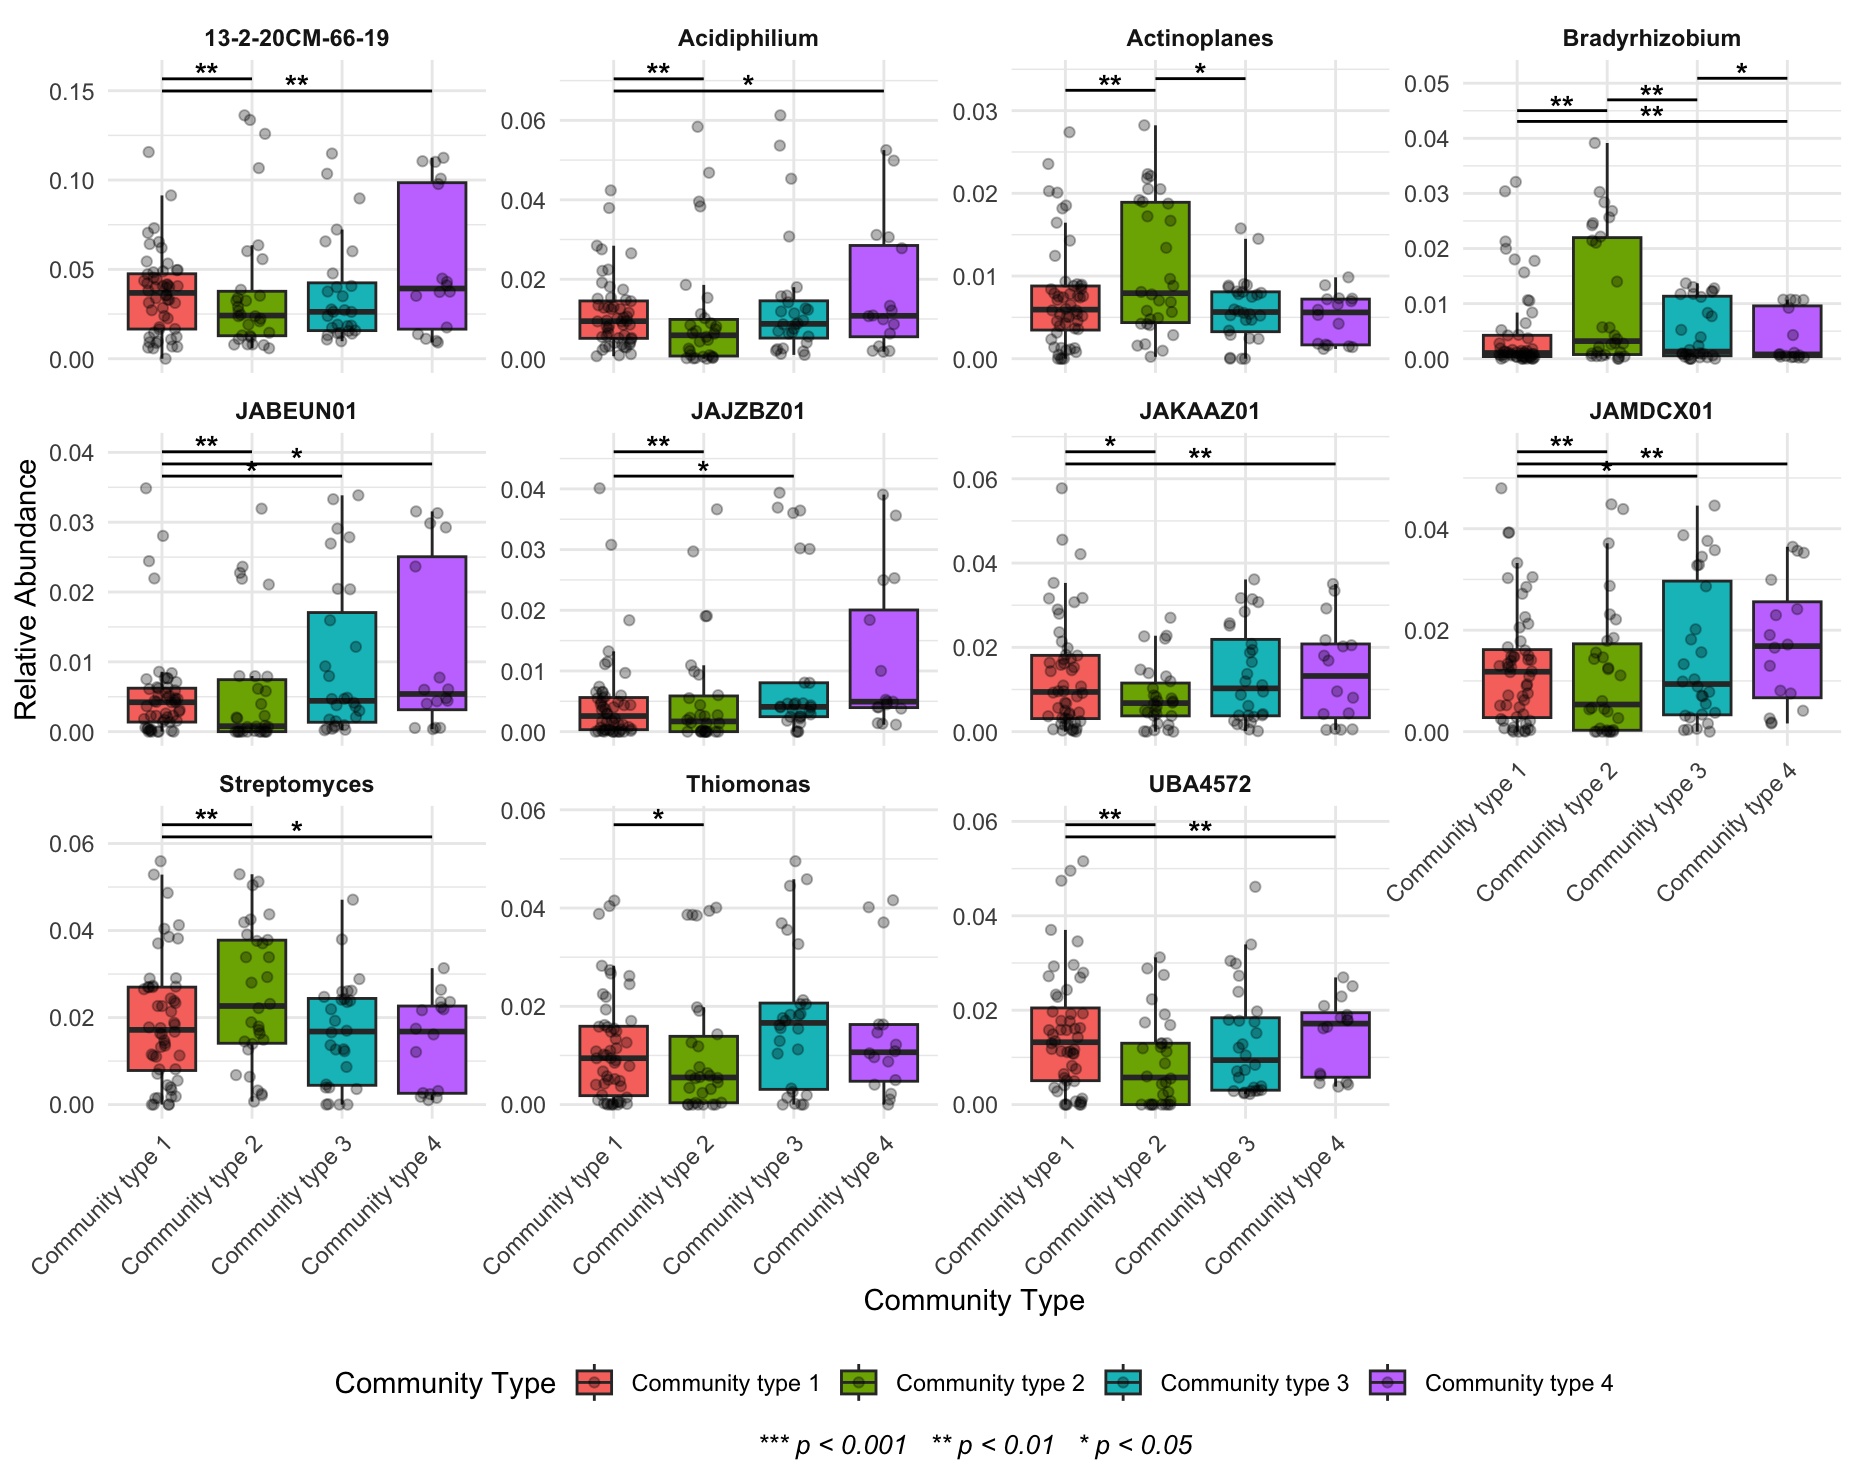 13-2-20CM-66-19 Acidiphilium Actinoplanes Bradyrhizobium
** ** ** * ** * * ** ** **
0.15 0.10 0.05 0.00
0.06 0.04 0.02 0.00
0.03 0.02 0.01 0.00
0.05 0.04 0.03 0.02 0.01 0.00
JABEUN01 JAJZBZ01 JAKAAZ01 JAMDCX01
** * * ** * * ** ** ** *
0.04 0.03 0.02 0.01 0.00
0.04 0.03 0.02 0.01 0.00
0.06 0.04 0.02 0.00
0.04 0.02 0.00
Relative Abundance
Community type 1 Community type 2 Community type 3 Community type 4
Streptomyces Thiomonas UBA4572
** * * ** **
0.06 0.04 0.02 0.00
0.06 0.04 0.02 0.00
0.06 0.04 0.02 0.00
Community type 1 Community type 2 Community type 3 Community type 4
Community type 1 Community type 2 Community type 3 Community type 4
Community type 1 Community type 2 Community type 3 Community type 4
Community Type
Community Type Community type 1 Community type 2 Community type 3 Community type 4
*** p < 0.001 ** p < 0.01 * p < 0.05